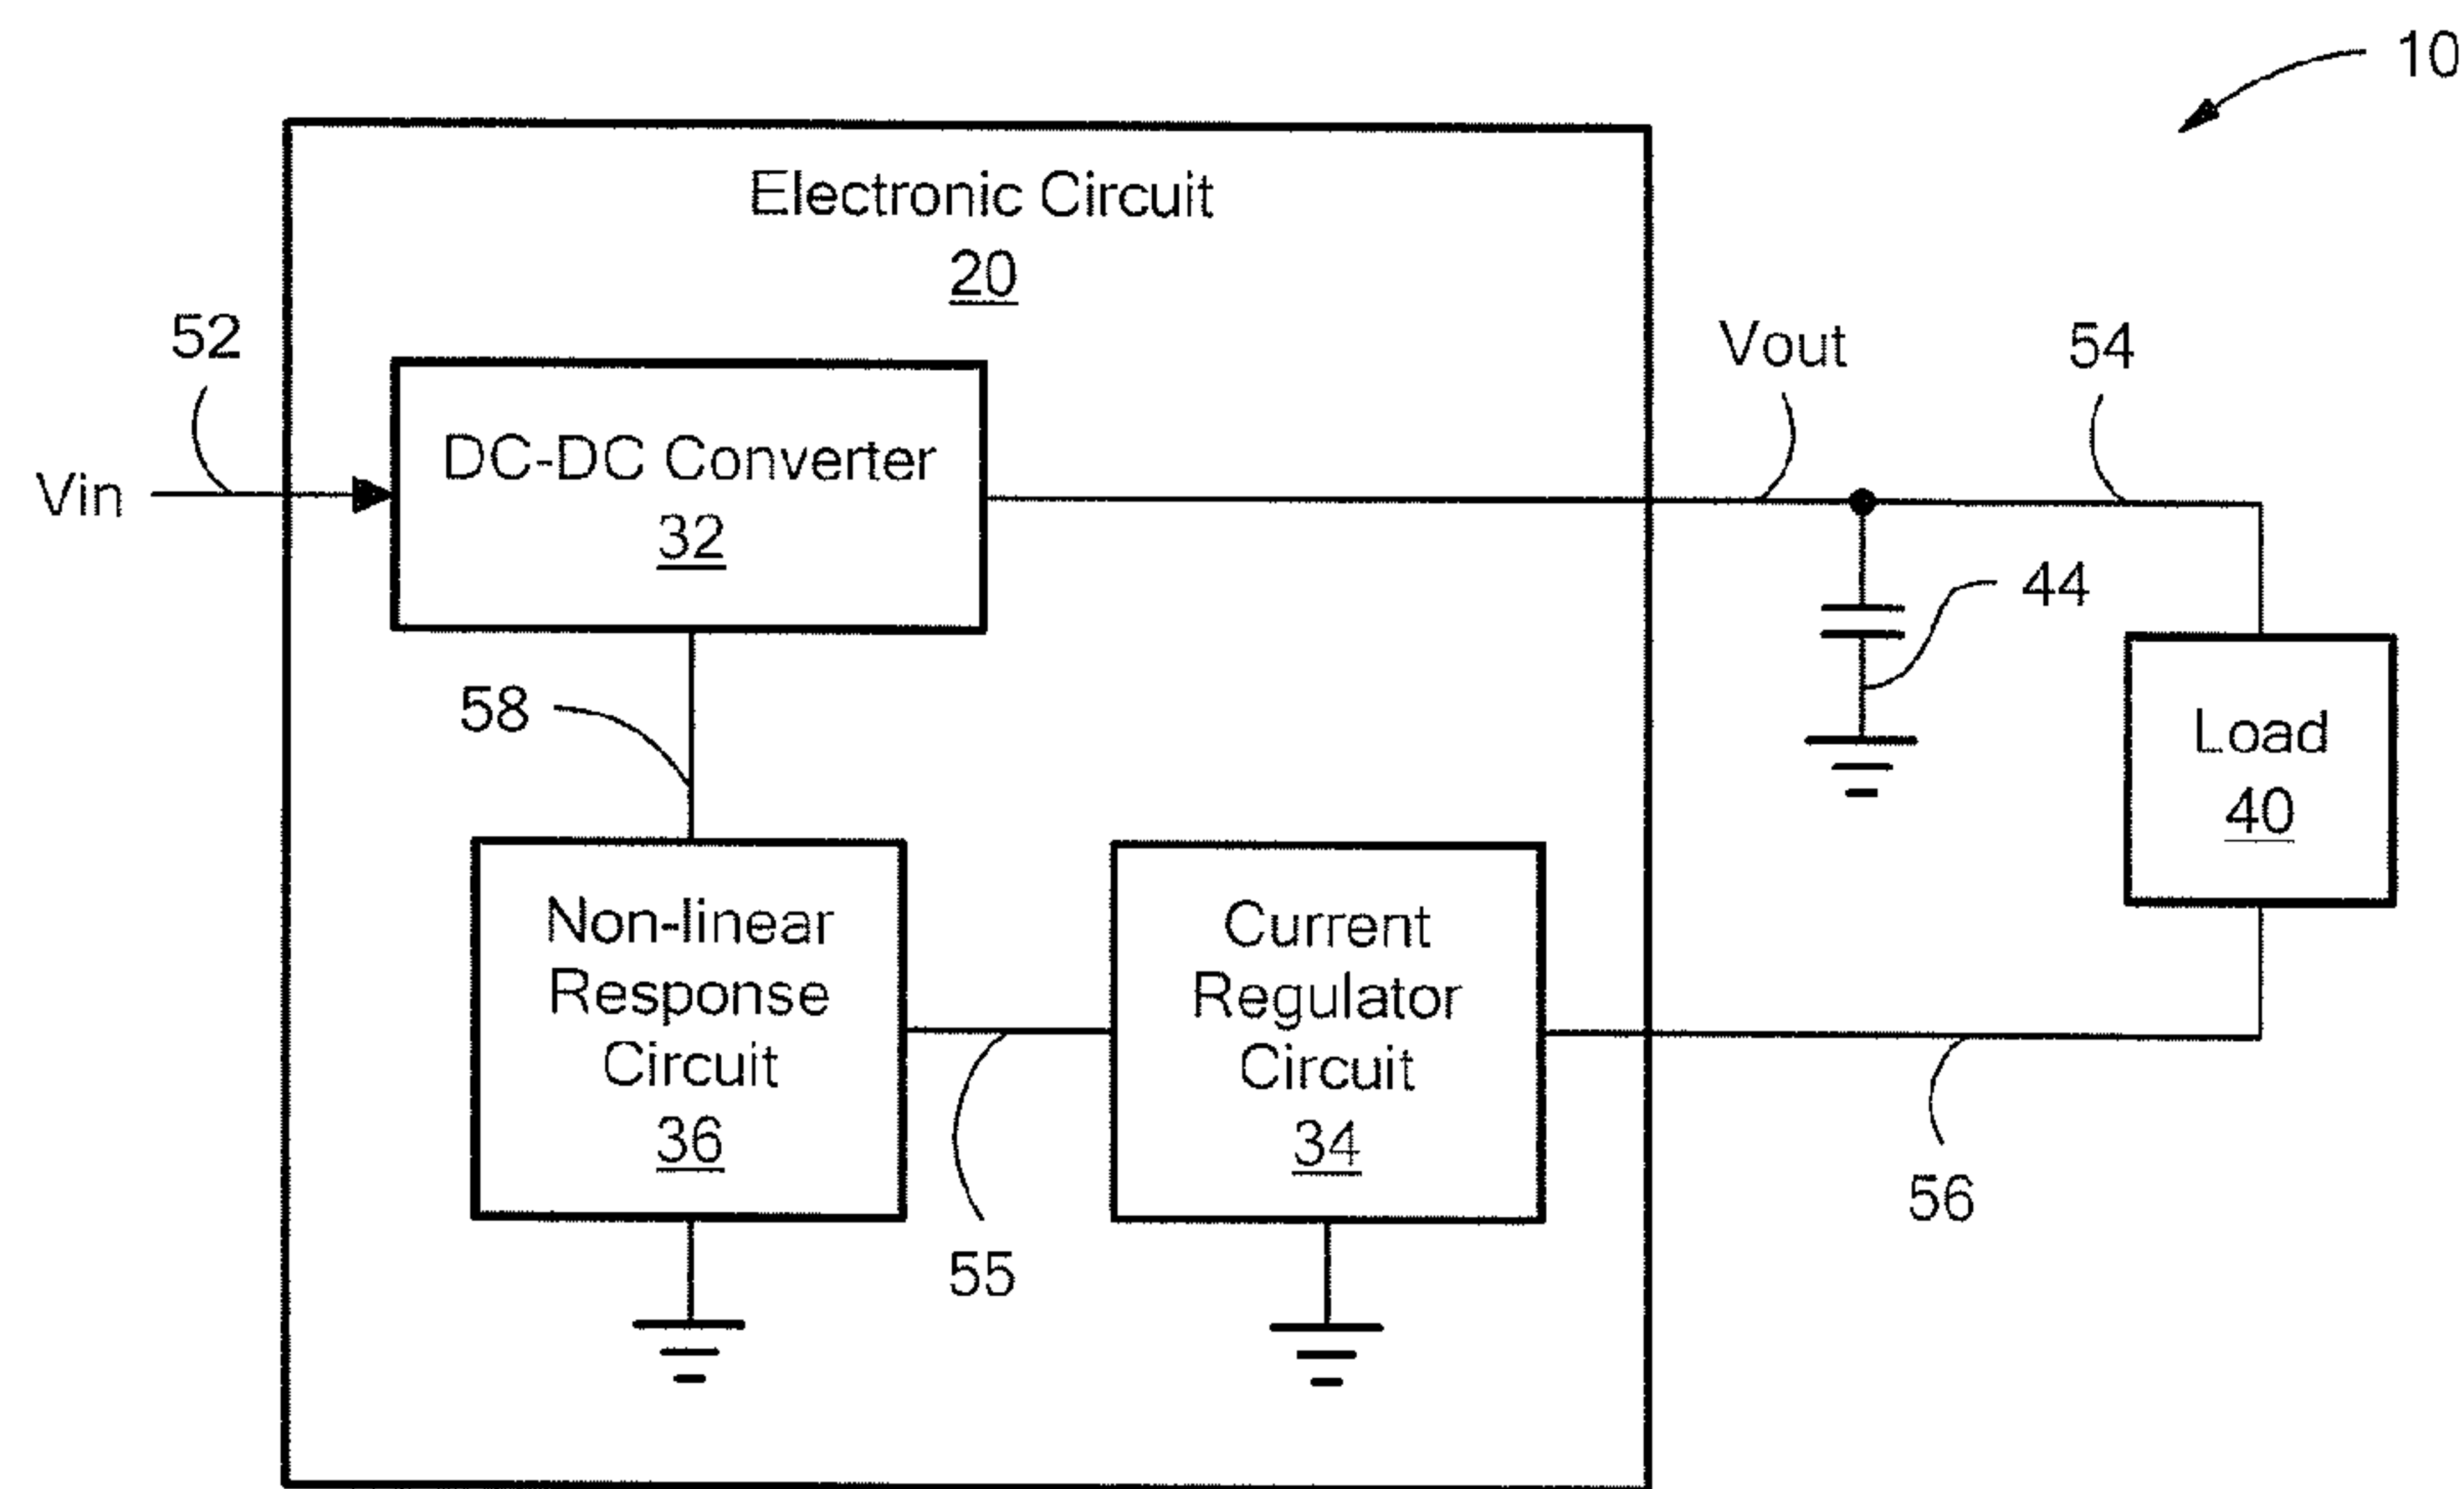 10
Electronic Circuit
20
52
Vin
DC-DC Converter
32
Vout
54
44
58
Load
40
Non-linear
Response
Circuit
36
Current
Regulator
Circuit
34
55
56